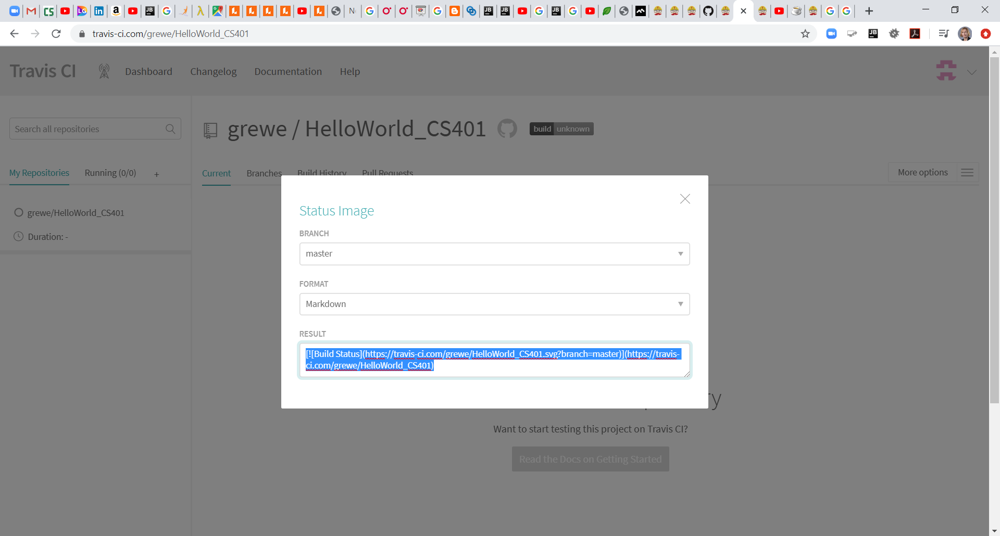 travis-ci.com/grewe/HelloWorld_CS401
Travis CI
Dashboard
Changelog
Documentation
Help
Search all repositories
grewe / HelloWorld_CS401
build unknown
My Repositories
Running (0/0)
+
Current
Branches
Build History
Pull Requests
More options
grewe/HelloWorld_CS401
Duration: -
Status Image
BRANCH
master
FORMAT
Markdown
RESULT
[![Build Status](https://travis-ci.com/grewe/HelloWorld_CS401.svg?branch=master)](https://travis-
ci.com/grewe/HelloWorld_CS401)
Want to start testing this project on Travis CI?
Read the Docs on Getting Started